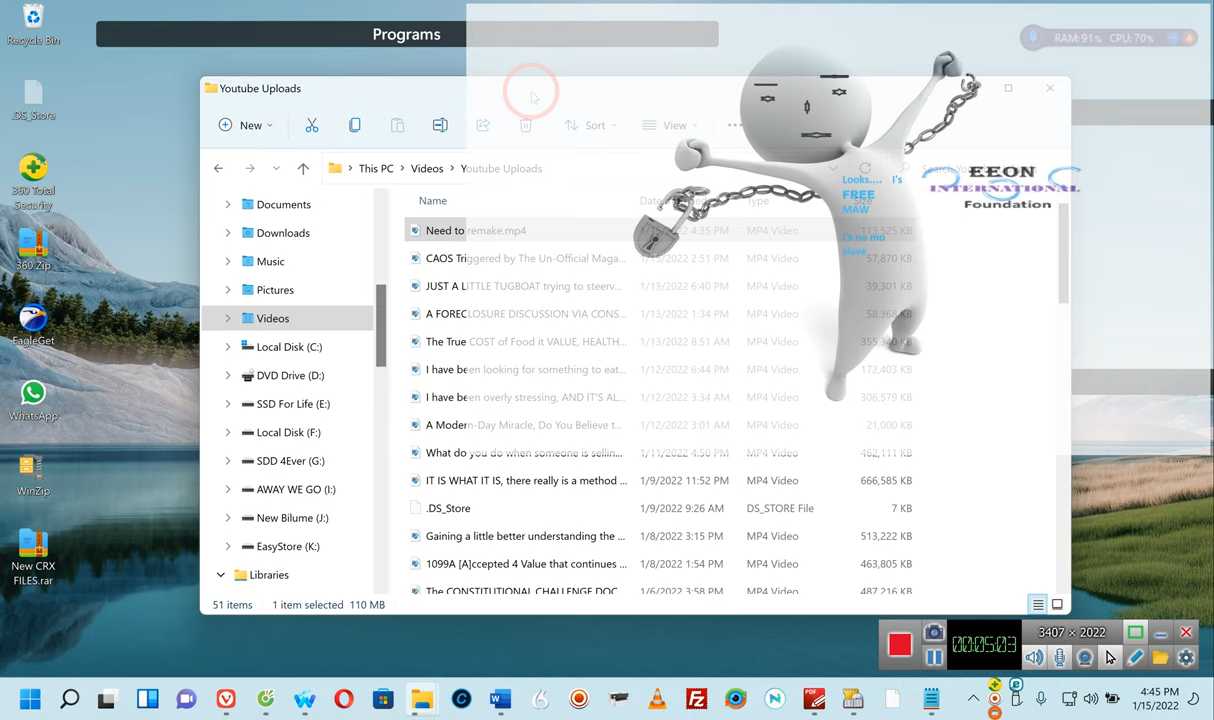 Recycle Bin
Programs
RAM:91% CPU: 70%
Youtube Uploads
New
Sort
View
This PC > Videos > Youtube Uploads
.DS_Store
360 Total
Security
360 Zip
EagleGet
WhatsApp
WinZip
New CRX
FILES.rar
Documents
Downloads
Music
Pictures
Videos
Local Disk (C:)
DVD Drive (D:)
SSD For Life (E:)
Local Disk (F:)
SDD 4Ever (G:)
AWAY WE GO (I:)
New Bilume (J:)
EasyStore (K:)
Libraries
Name Type Size
Need to remake.mp4 4:35 PM MP4 Video 113,525 KB
CAOS Triggered by The Un-Official Maga... 1/15/2022 2:51 PM MP4 Video 57,870 KB
JUST A LITTLE TUGBOAT trying to steerv... 1/13/2022 6:40 PM MP4 Video 39,301 KB
A FORECLOSURE DISCUSSION VIA CONS... 1/13/2022 1:34 PM MP4 Video 58,368 KB
The True COST of Food it VALUE, HEALTH... 1/13/2022 8:51 AM MP4 Video 355,340 KB
I have been looking for something to eat... 1/12/2022 6:44 PM MP4 Video 172,403 KB
I have been overly stressing, AND IT'S AL... 1/12/2022 3:34 AM MP4 Video 306,579 KB
A Modern-Day Miracle, Do You Believe t... 1/12/2022 3:01 AM MP4 Video 21,000 KB
What do you do when someone is sellin... 1/11/2022 4:50 PM MP4 Video 462,111 KB
IT IS WHAT IT IS, there really is a method ... 1/9/2022 11:52 PM MP4 Video 666,585 KB
.DS_Store 1/9/2022 9:26 AM DS_STORE File 7 KB
Gaining a little better understanding the ... 1/8/2022 3:15 PM MP4 Video 513,222 KB
1099A [A]ccepted 4 Value that continues ... 1/8/2022 1:54 PM MP4 Video 463,805 KB
The CONSTITUTIONAL CHALLENGE DOC 1/6/2022 3:58 PM MP4 Video 487,216 KB
51 items 1 item selected 110 MB
Looks.... I's
FREE
MAW
I's no mo
slave
EEON
INTERNATIONAL
Foundation
00:05:03
3407 × 2022
4:45 PM
1/15/2022